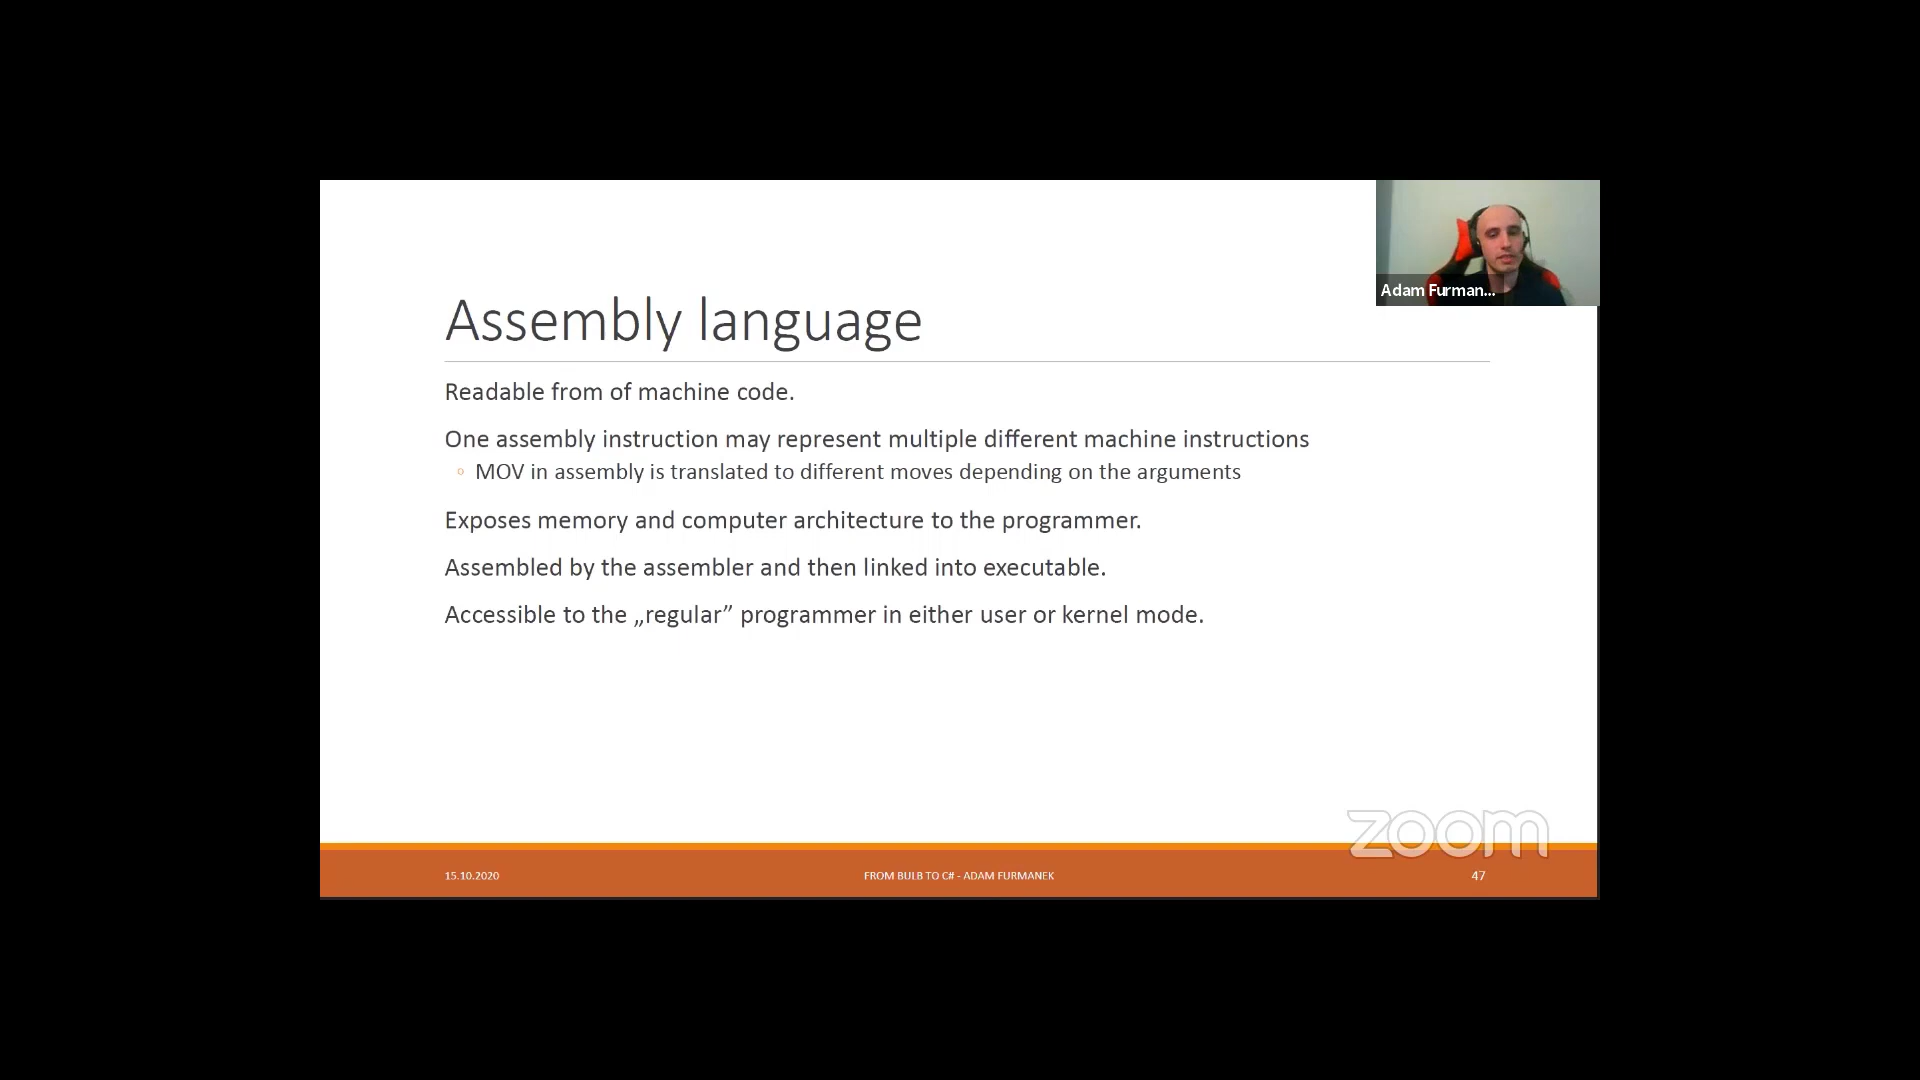 Adam Furman...
Assembly language
Readable from of machine code.
One assembly instruction may represent multiple different machine instructions
MOV in assembly is translated to different moves depending on the arguments
Exposes memory and computer architecture to the programmer.
Assembled by the assembler and then linked into executable.
Accessible to the „regular” programmer in either user or kernel mode.
zoom
15.10.2020
FROM BULB TO C# - ADAM FURMANEK
47